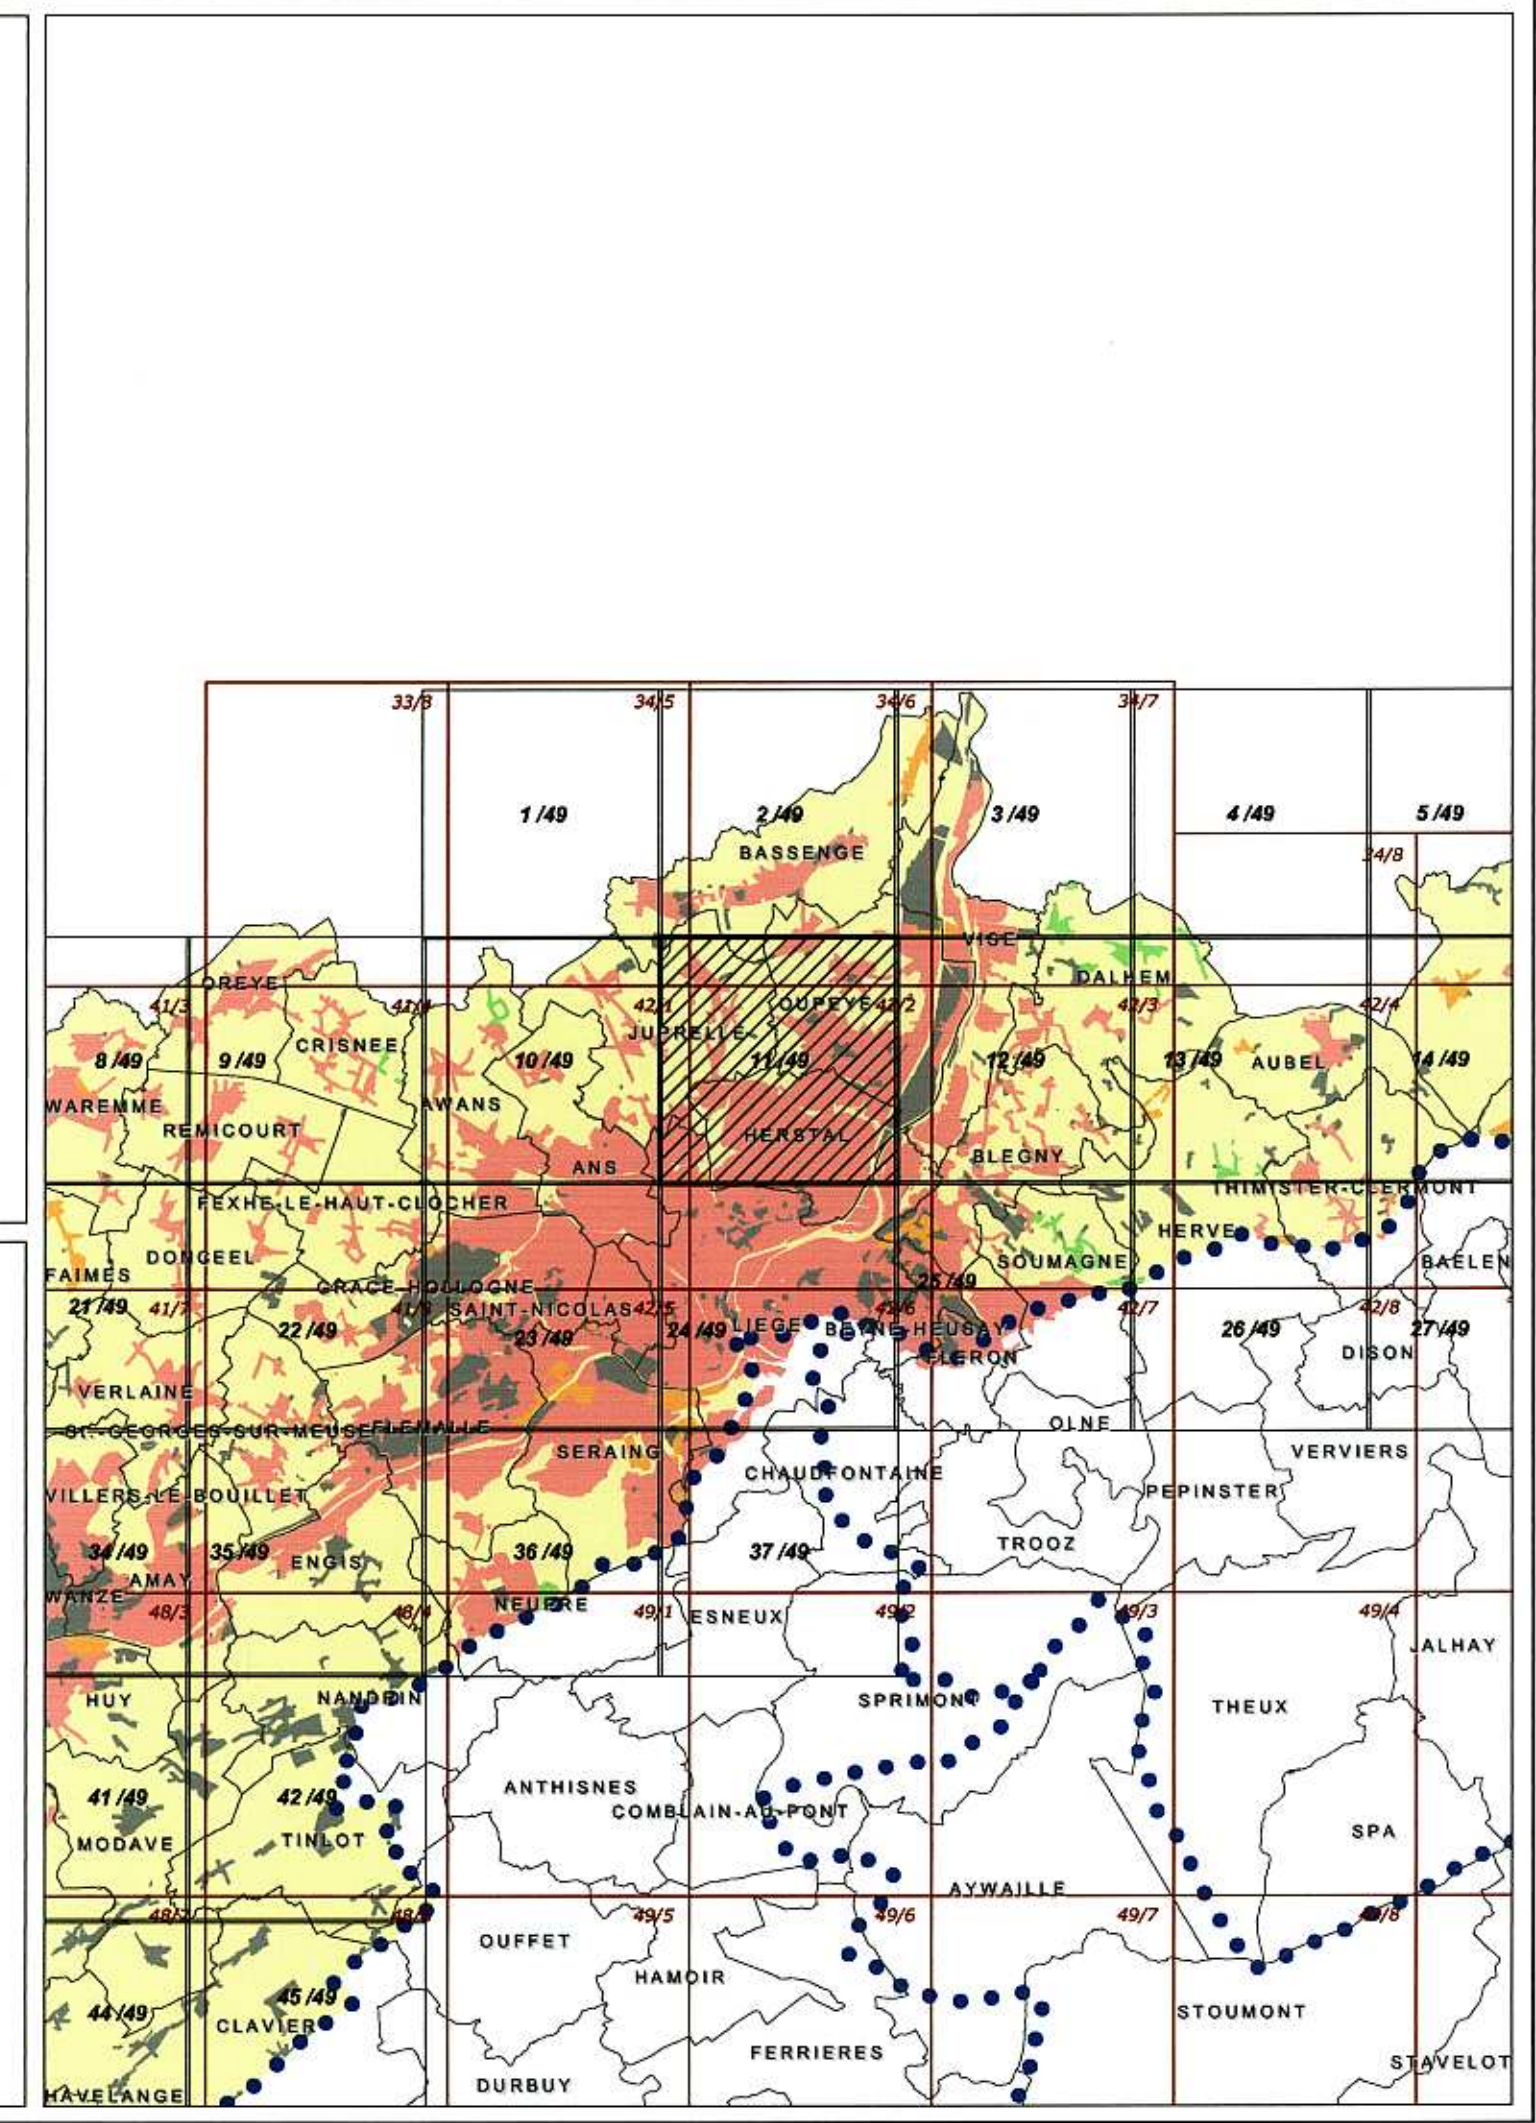 33/8 34/5 34/6 34/7
1 /49 2 /49 3 /49 4 /49 5 /49
BASSENGE 34/8
VISE
OREYE DALHEM
41/3 41/4 42/1 OUPEYE 42/2 42/3 42/4
JUPRELLE
CRISNEE
8 /49 9 /49 10 /49 11 /49 12 /49 13 /49 AUBEL 14 /49
WAREMME AWANS
REMICOURT HERSTAL
ANS BLEGNY
FEXHE-LE-HAUT-CLOCHER THIMISTER-CLERMONT
HERVE
DONCEEL SOUMAGNE BAELEN
FAIMES GRACE-HOLLOGNE 25 /49
21 /49 41/7 41/8 SAINT-NICOLAS 42/5 42/6 42/7 42/8
22 /49 23 /49 24 /49 LIEGE BEYNE-HEUSAY 26 /49 27 /49
FLERON DISON
VERLAINE
St.-GEORGES-SUR-MEUSE FLEMALLE OLNE
SERAING VERVIERS
CHAUDFONTAINE
VILLERS-LE-BOUILLET PEPINSTER
TROOZ
34 /49 35 /49 ENGIS 36 /49 37 /49
AMAY
WANZE NEUPRE
48/3 48/4 49/1 ESNEUX 49/2 49/3 49/4
JALHAY
HUY NANDRIN SPRIMONT THEUX
41 /49 42 /49 ANTHISNES
COMBLAIN-AU-PONT
MODAVE TINLOT SPA
AYWAILLE
49/5 49/6 49/7
OUFFET
HAMOIR
44 /49 45 /49 STOUMONT
CLAVIER
FERRIERES STAVELOT
HAVELANGE DURBUY